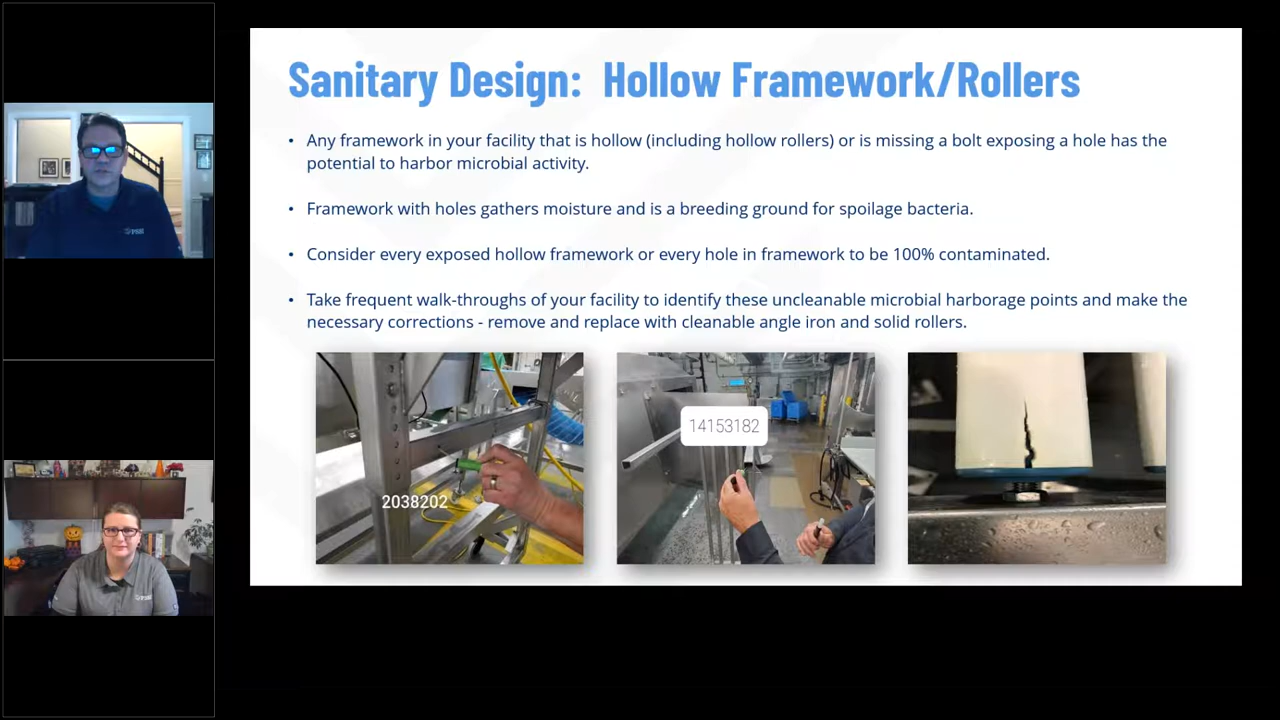 Sanitary Design: Hollow Framework/Rollers
• Any framework in your facility that is hollow (including hollow rollers) or is missing a bolt exposing a hole has the
potential to harbor microbial activity.
• Framework with holes gathers moisture and is a breeding ground for spoilage bacteria.
• Consider every exposed hollow framework or every hole in framework to be 100% contaminated.
• Take frequent walk-throughs of your facility to identify these uncleanable microbial harborage points and make the
necessary corrections - remove and replace with cleanable angle iron and solid rollers.
2038202
14153182